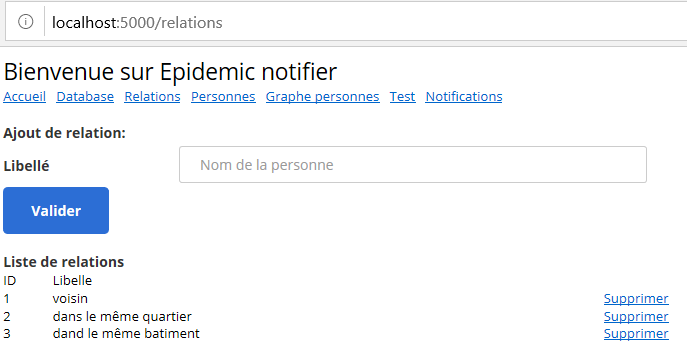 localhost:5000/relations
Bienvenue sur Epidemic notifier
Accueil Database Relations Personnes Graphe personnes Test Notifications
Ajout de relation:
Libellé Nom de la personne
Valider
Liste de relations
ID Libelle
1 voisin Supprimer
2 dans le même quartier Supprimer
3 dand le même batiment Supprimer